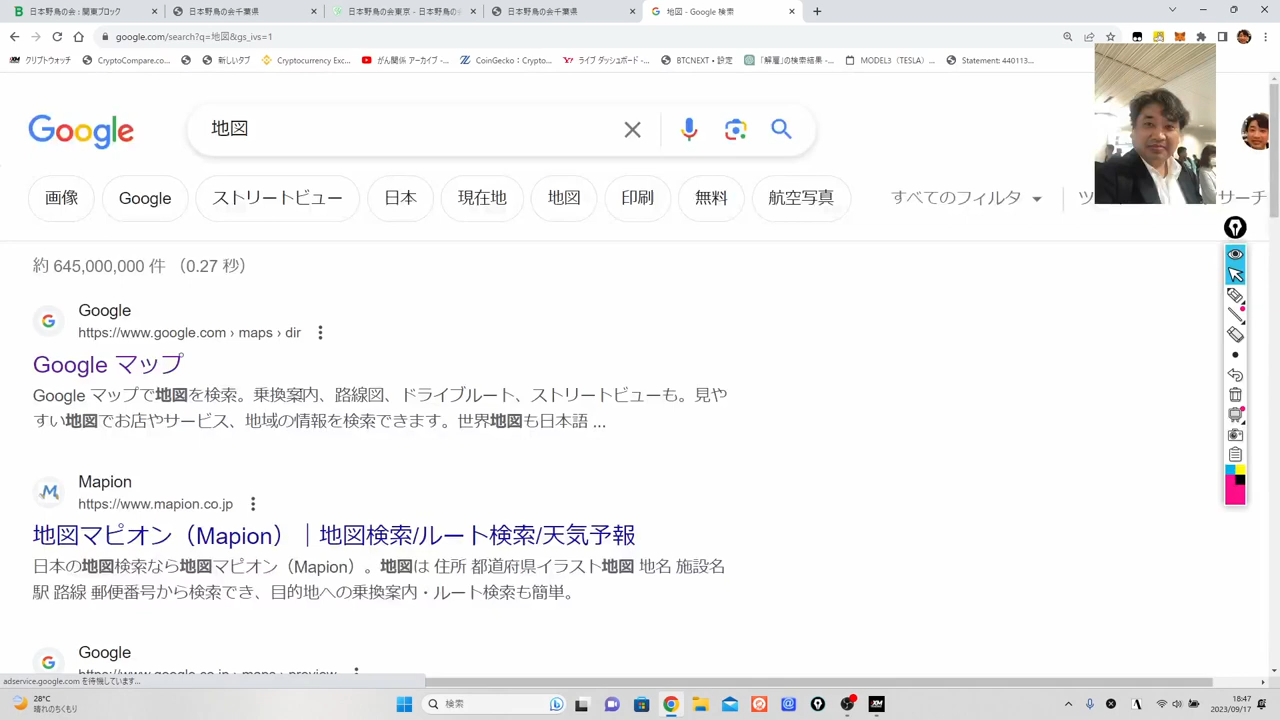 日本野鳥の会 : 関東ブロック
日本野鳥の会千葉県
日本野鳥の会東京 - 日本野鳥の
日本野鳥の会千葉県
地図 - Google 検索
google.com/search?q=地図&gs_ivs=1
クリプトウォッチ
CryptoCompare.co...
新しいタブ
Cryptocurrency Exc...
がん関係 アーカイブ -...
CoinGecko：Crypto...
ライブ ダッシュボード -...
BTCNEXT • 設定
「解雇」の検索結果 -...
MODEL3（TESLA）...
Statement: 440113...
Google
地図
画像 Google ストリートビュー 日本 現在地 地図 印刷 無料 航空写真 すべてのフィルタ ツ サーチ
約 645,000,000 件 （0.27 秒）
Google
https://www.google.com › maps › dir
Google マップ
Google マップで地図を検索。乗換案内、路線図、ドライブルート、ストリートビューも。見や
すい地図でお店やサービス、地域の情報を検索できます。世界地図も日本語 ...
Mapion
https://www.mapion.co.jp
地図マピオン（Mapion）｜地図検索/ルート検索/天気予報
日本の地図検索なら地図マピオン（Mapion）。地図は 住所 都道府県イラスト地図 地名 施設名
駅 路線 郵便番号から検索でき、目的地への乗換案内・ルート検索も簡単。
Google
https://www.google.co.jp › maps › preview
adservice.google.com を待機しています...
28°C
晴れのちくもり
検索
A
18:47
2023/09/17